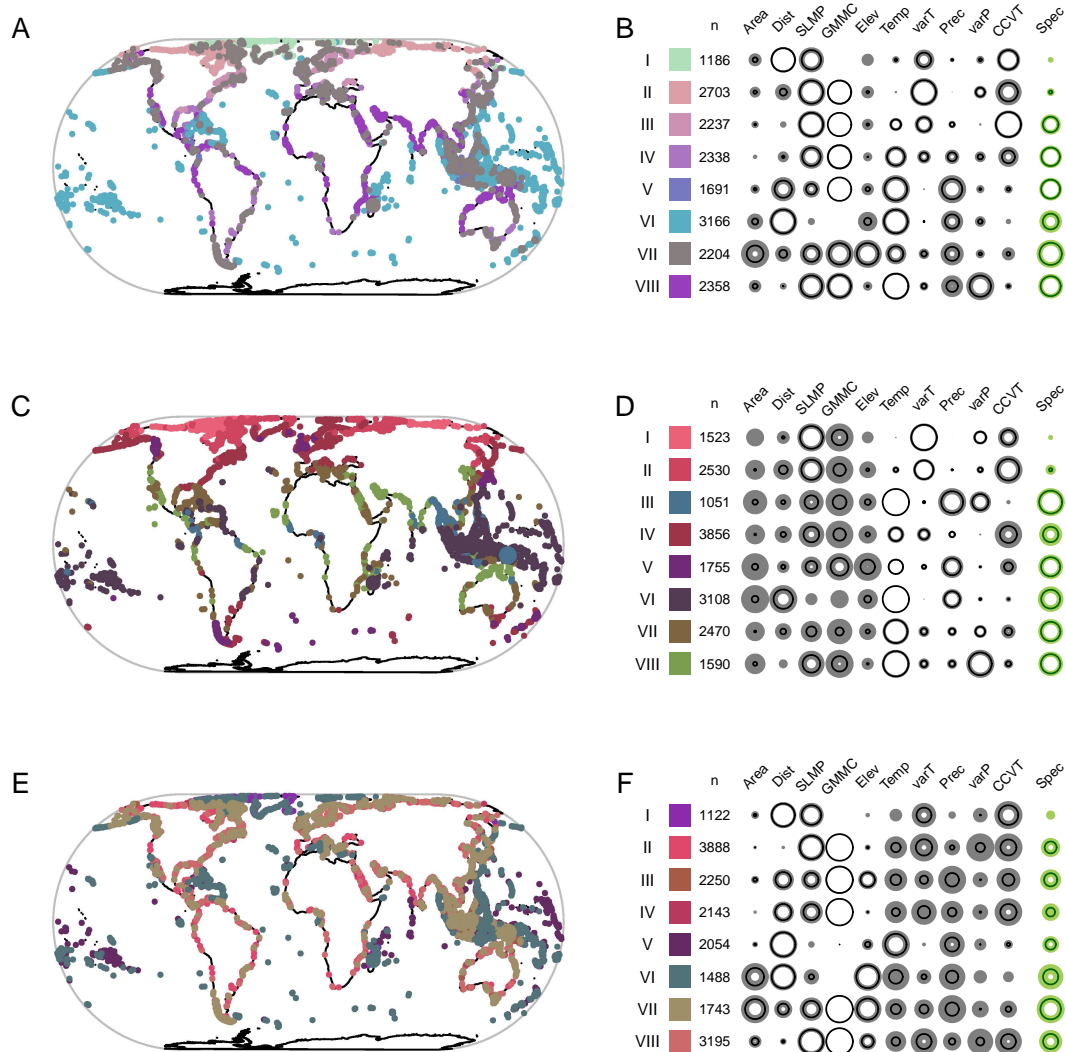 A
B n Area Dist SLMP GMMC Elev Temp varT Prec varP CCVT Spec
I 1186
II 2703
III 2237
IV 2338
V 1691
VI 3166
VII 2204
VIII 2358
C
D n Area Dist SLMP GMMC Elev Temp varT Prec varP CCVT Spec
I 1523
II 2530
III 1051
IV 3856
V 1755
VI 3108
VII 2470
VIII 1590
E
F n Area Dist SLMP GMMC Elev Temp varT Prec varP CCVT Spec
I 1122
II 3888
III 2250
IV 2143
V 2054
VI 1488
VII 1743
VIII 3195